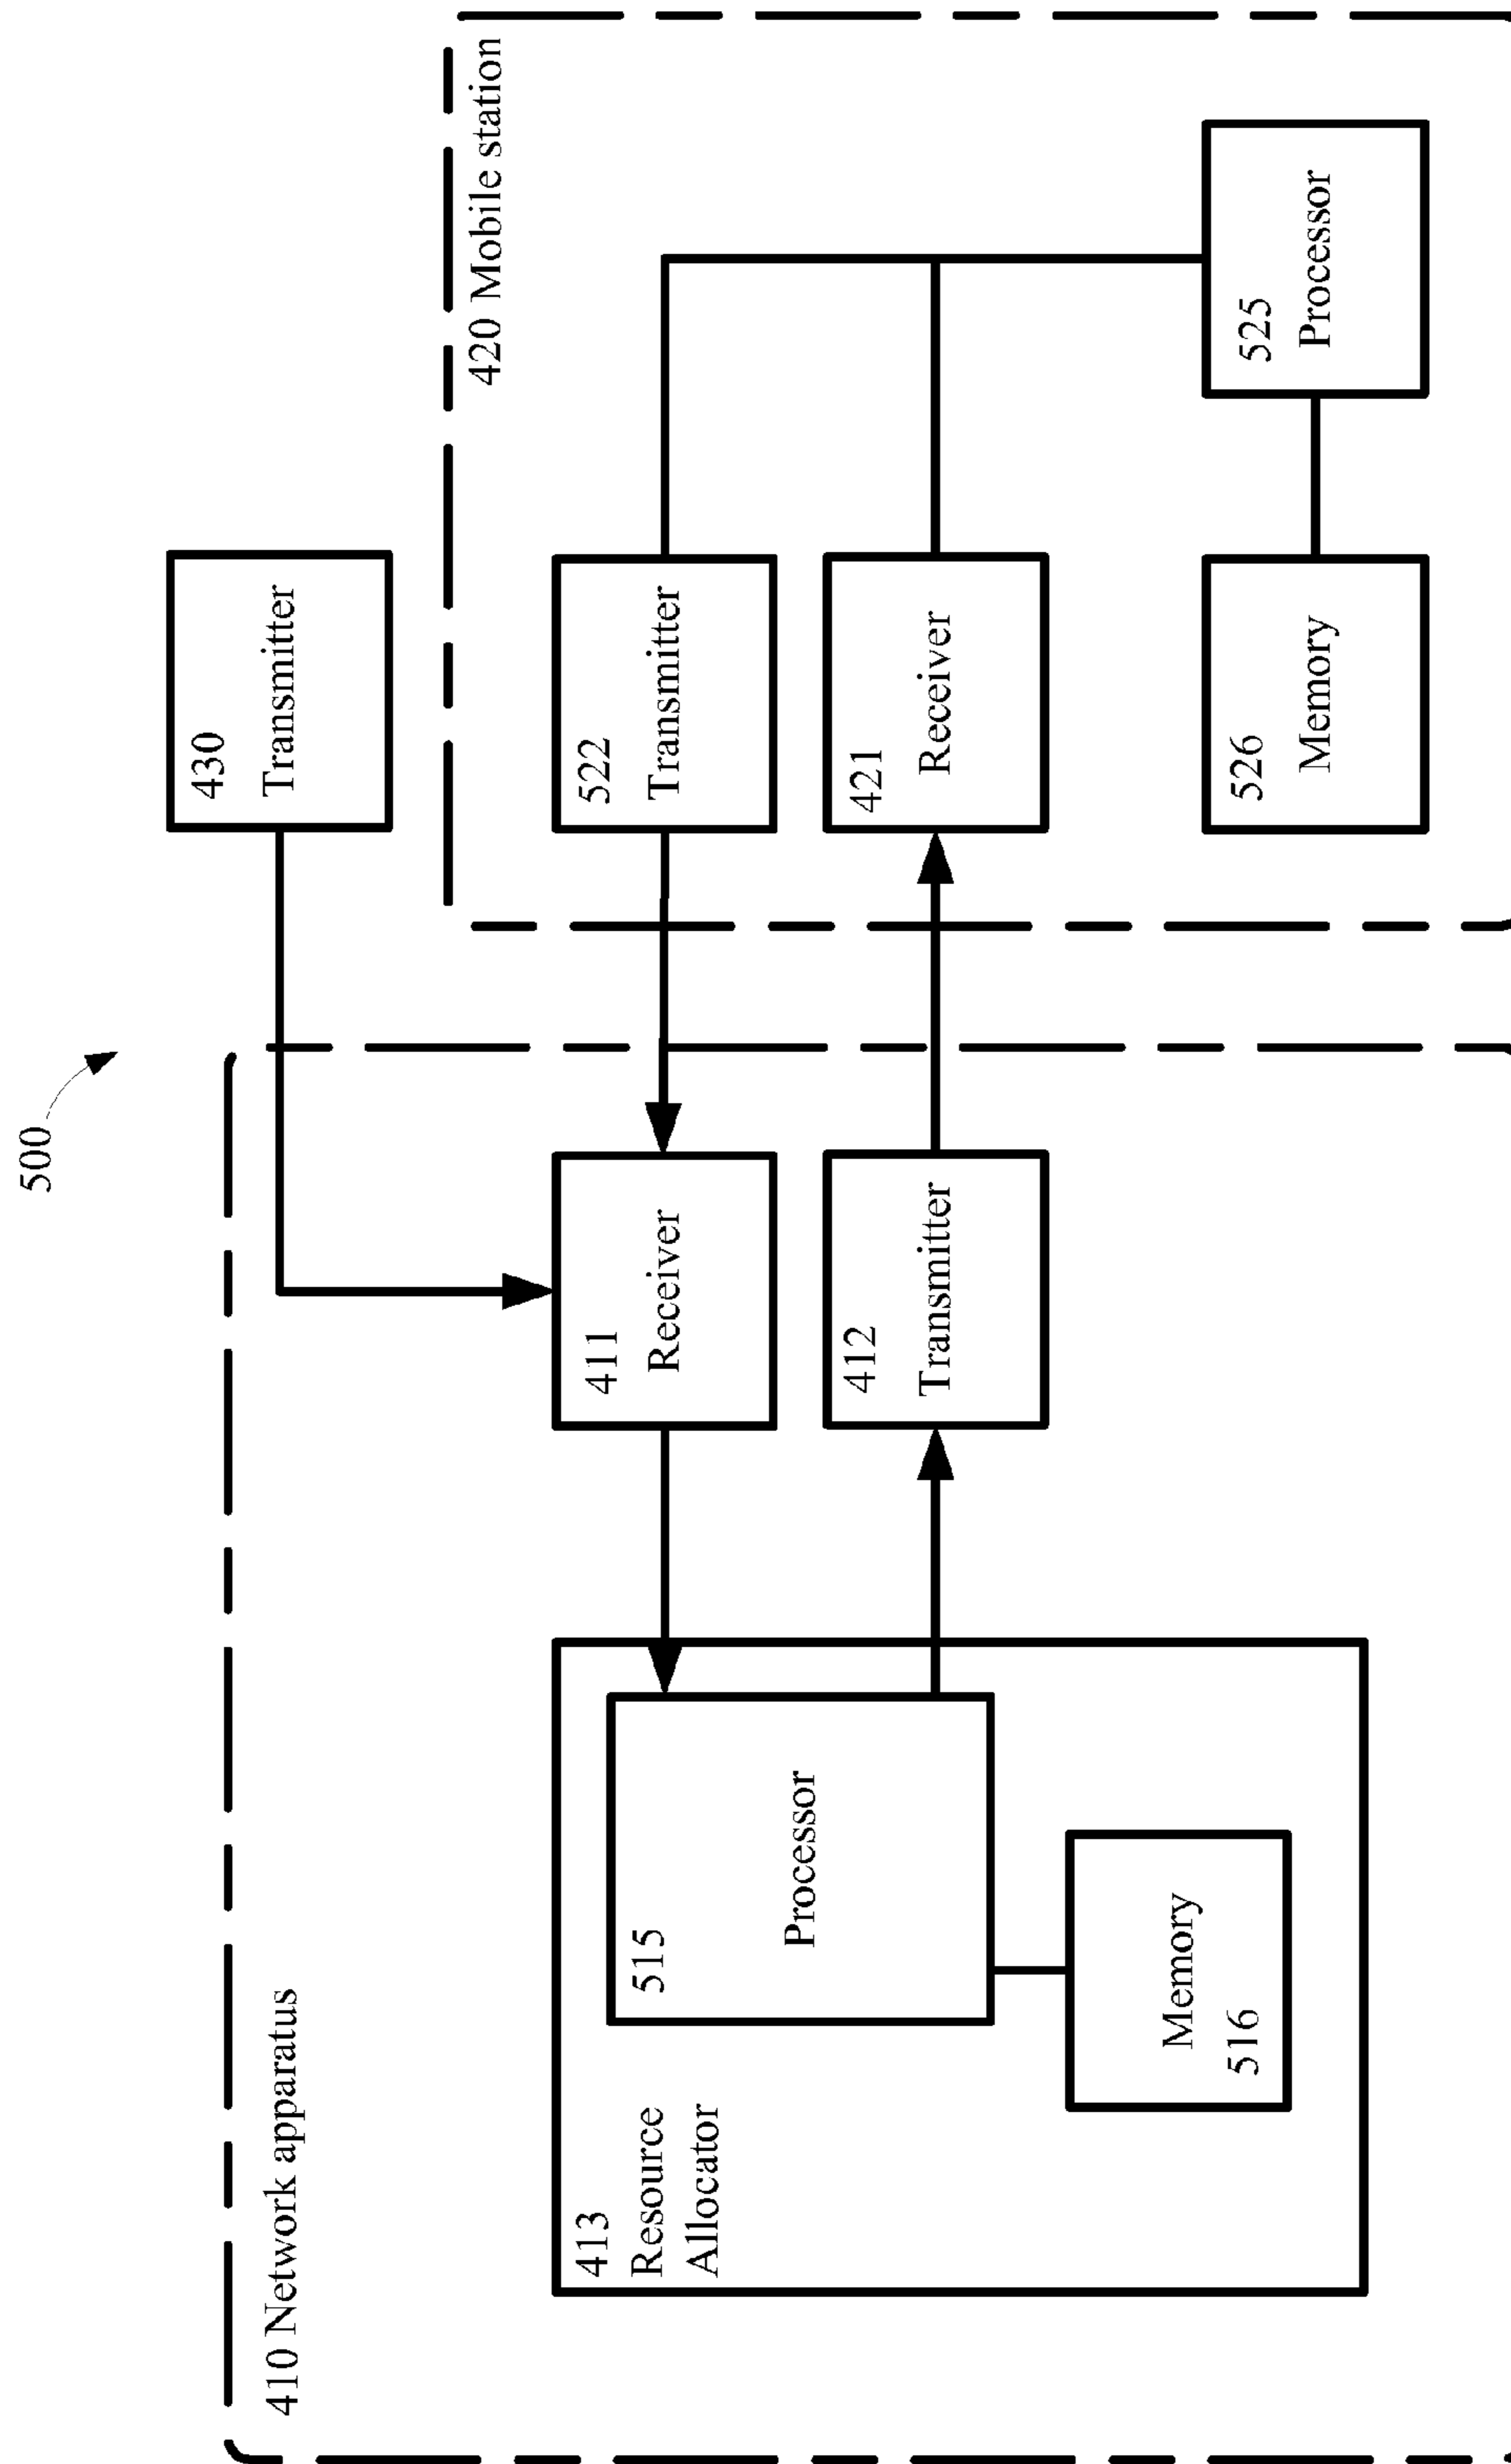 500
410 Network apparatus
413
Resource
Allocator
515
Processor
Memory
516
411
Receiver
412
Transmitter
430
Transmitter
420 Mobile station
522
Transmitter
421
Receiver
526
Memory
525
Processor